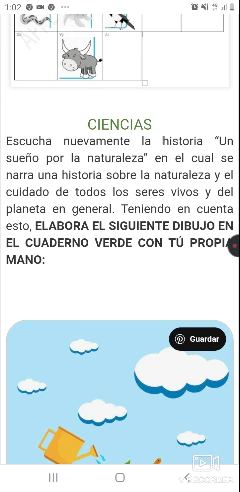 1:02
CIENCIAS
Escucha nuevamente la historia "Un
sueño por la naturaleza" en el cual se
narra una historia sobre la naturaleza y el
cuidado de todos los seres vivos y del
planeta en general. Teniendo en cuenta
esto, ELABORA EL SIGUIENTE DIBUJO EN
EL CUADERNO VERDE CON TÚ PROPIA
MANO:
Guardar